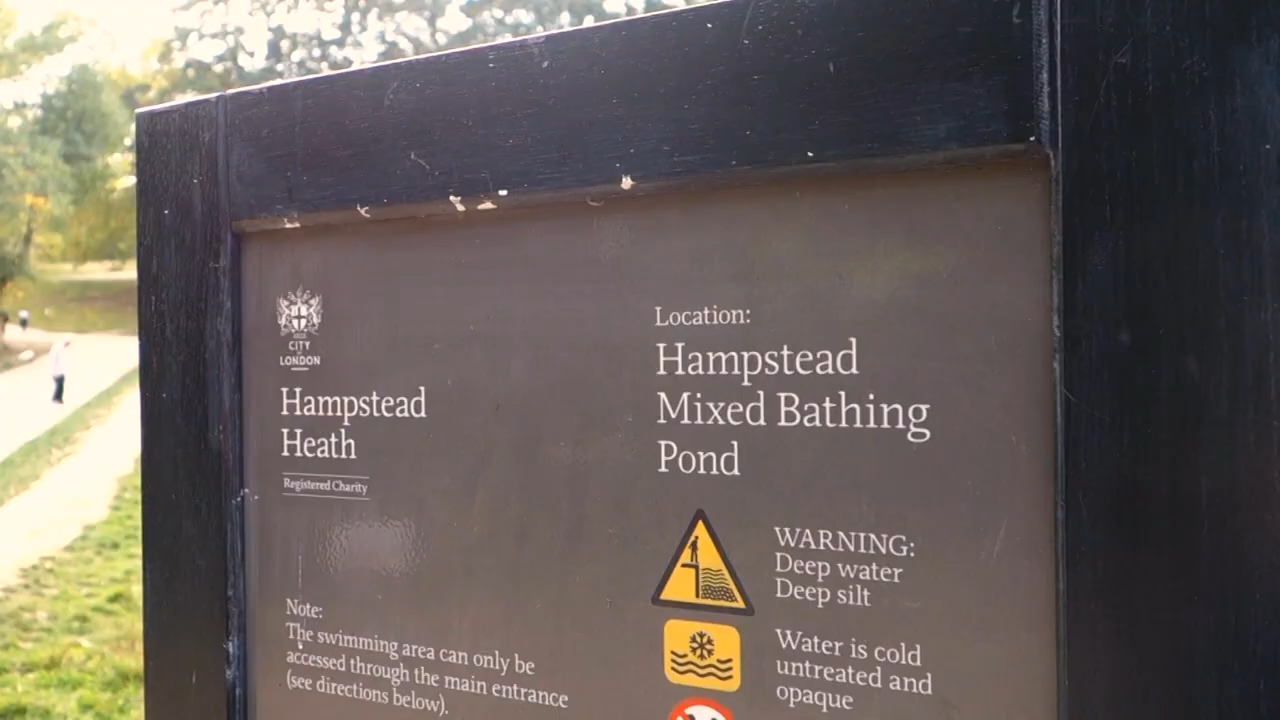 CITY
LONDON
Hampstead
Heath
Registered Charity
Note:
The swimming area can only be
accessed through the main entrance
(see directions below).
Location:
Hampstead
Mixed Bathing
Pond
WARNING:
Deep water
Deep silt
Water is cold
untreated and
opaque